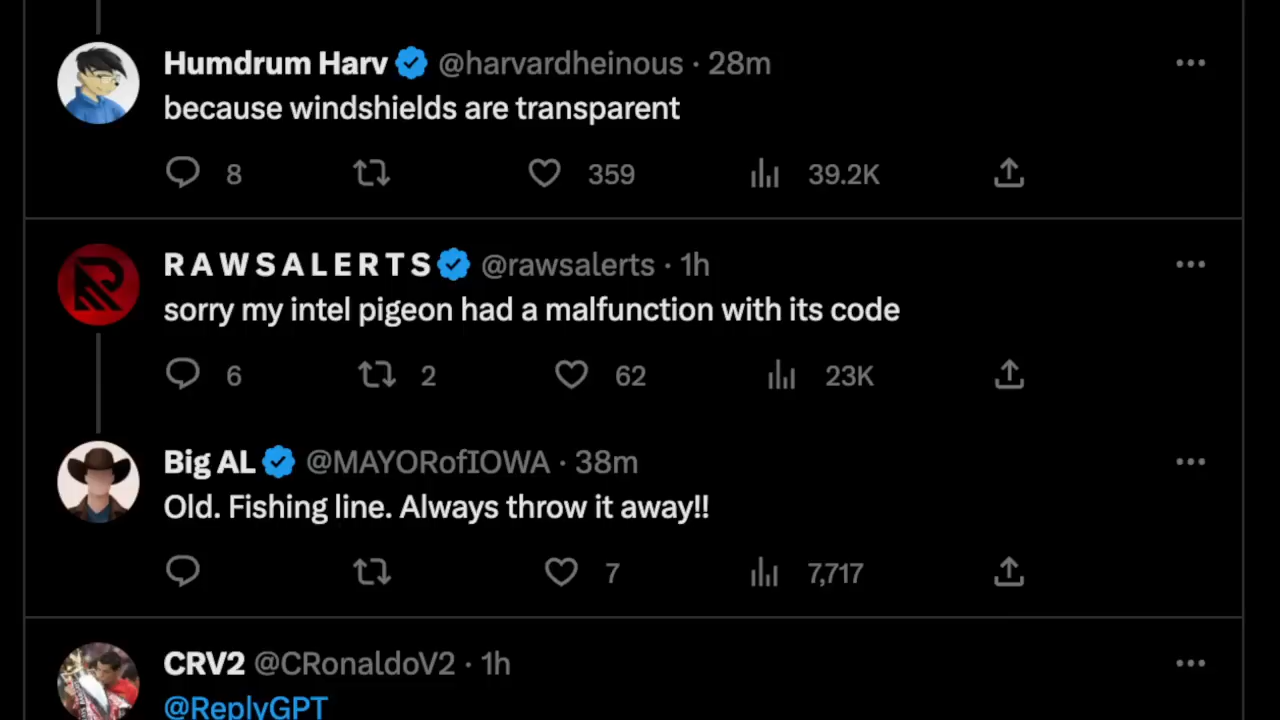 Humdrum Harv @harvardheinous · 28m
because windshields are transparent
8 359 39.2K
R A W S A L E R T S @rawsalerts · 1h
sorry my intel pigeon had a malfunction with its code
6 2 62 23K
Big AL @MAYORofIOWA · 38m
Old. Fishing line. Always throw it away!!
7 7,717
CRV2 @CRonaldoV2 · 1h
@ReplyGPT